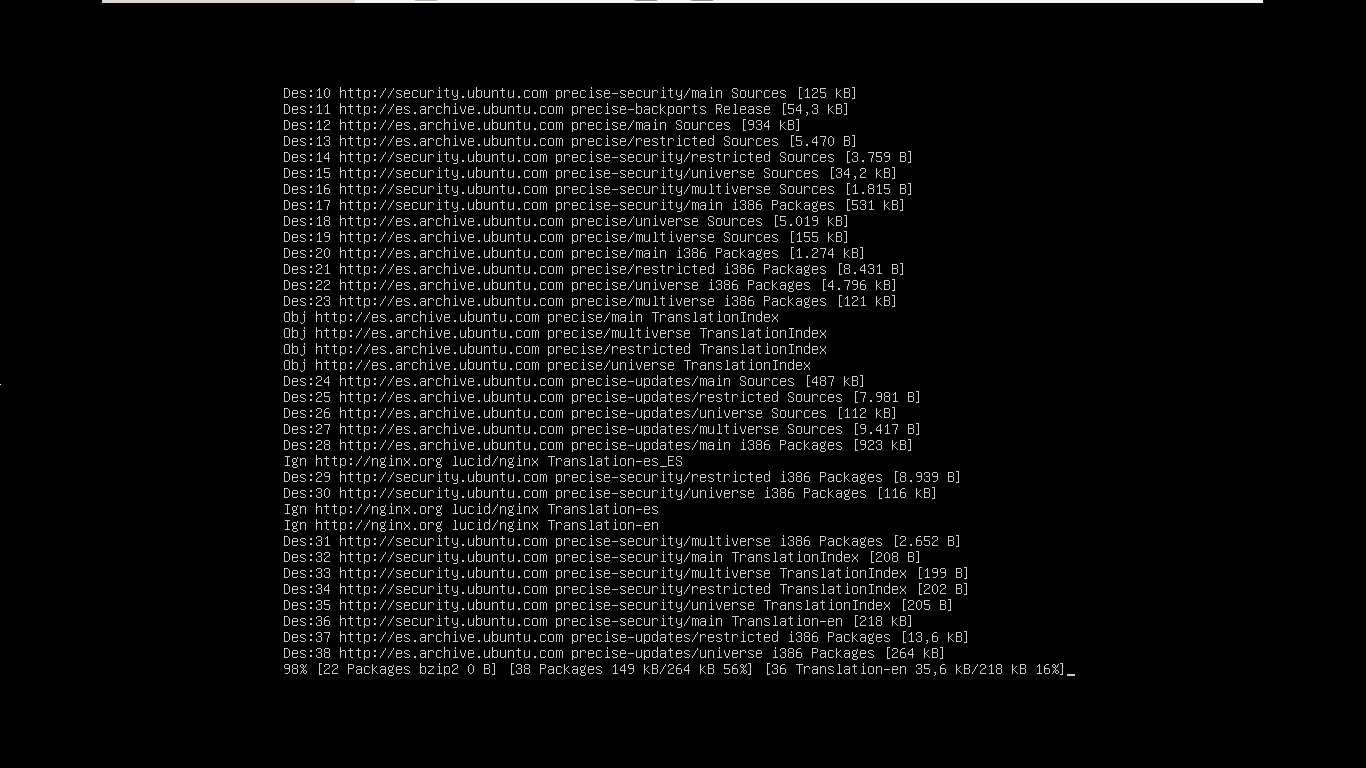 Des:10 http://security.ubuntu.com precise-security/main Sources [125 kB]
Des:11 http://es.archive.ubuntu.com precise-backports Release [54,3 kB]
Des:12 http://es.archive.ubuntu.com precise/main Sources [934 kB]
Des:13 http://es.archive.ubuntu.com precise/restricted Sources [5.470 B]
Des:14 http://security.ubuntu.com precise-security/restricted Sources [3.759 B]
Des:15 http://security.ubuntu.com precise-security/universe Sources [34,2 kB]
Des:16 http://security.ubuntu.com precise-security/multiverse Sources [1.815 B]
Des:17 http://security.ubuntu.com precise-security/main i386 Packages [531 kB]
Des:18 http://es.archive.ubuntu.com precise/universe Sources [5.019 kB]
Des:19 http://es.archive.ubuntu.com precise/multiverse Sources [155 kB]
Des:20 http://es.archive.ubuntu.com precise/main i386 Packages [1.274 kB]
Des:21 http://es.archive.ubuntu.com precise/restricted i386 Packages [8.431 B]
Des:22 http://es.archive.ubuntu.com precise/universe i386 Packages [4.796 kB]
Des:23 http://es.archive.ubuntu.com precise/multiverse i386 Packages [121 kB]
Obj http://es.archive.ubuntu.com precise/main TranslationIndex
Obj http://es.archive.ubuntu.com precise/multiverse TranslationIndex
Obj http://es.archive.ubuntu.com precise/restricted TranslationIndex
Obj http://es.archive.ubuntu.com precise/universe TranslationIndex
Des:24 http://es.archive.ubuntu.com precise-updates/main Sources [487 kB]
Des:25 http://es.archive.ubuntu.com precise-updates/restricted Sources [7.981 B]
Des:26 http://es.archive.ubuntu.com precise-updates/universe Sources [112 kB]
Des:27 http://es.archive.ubuntu.com precise-updates/multiverse Sources [9.417 B]
Des:28 http://es.archive.ubuntu.com precise-updates/main i386 Packages [923 kB]
Ign http://nginx.org lucid/nginx Translation-es_ES
Des:29 http://security.ubuntu.com precise-security/restricted i386 Packages [8.939 B]
Des:30 http://security.ubuntu.com precise-security/universe i386 Packages [116 kB]
Ign http://nginx.org lucid/nginx Translation-es
Ign http://nginx.org lucid/nginx Translation-en
Des:31 http://security.ubuntu.com precise-security/multiverse i386 Packages [2.652 B]
Des:32 http://security.ubuntu.com precise-security/main TranslationIndex [208 B]
Des:33 http://security.ubuntu.com precise-security/multiverse TranslationIndex [199 B]
Des:34 http://security.ubuntu.com precise-security/restricted TranslationIndex [202 B]
Des:35 http://security.ubuntu.com precise-security/universe TranslationIndex [205 B]
Des:36 http://security.ubuntu.com precise-security/main Translation-en [218 kB]
Des:37 http://es.archive.ubuntu.com precise-updates/restricted i386 Packages [13,6 kB]
Des:38 http://es.archive.ubuntu.com precise-updates/universe i386 Packages [264 kB]
98% [22 Packages bzip2 0 B] [38 Packages 149 kB/264 kB 56%] [36 Translation-en 35,6 kB/218 kB 16%]_